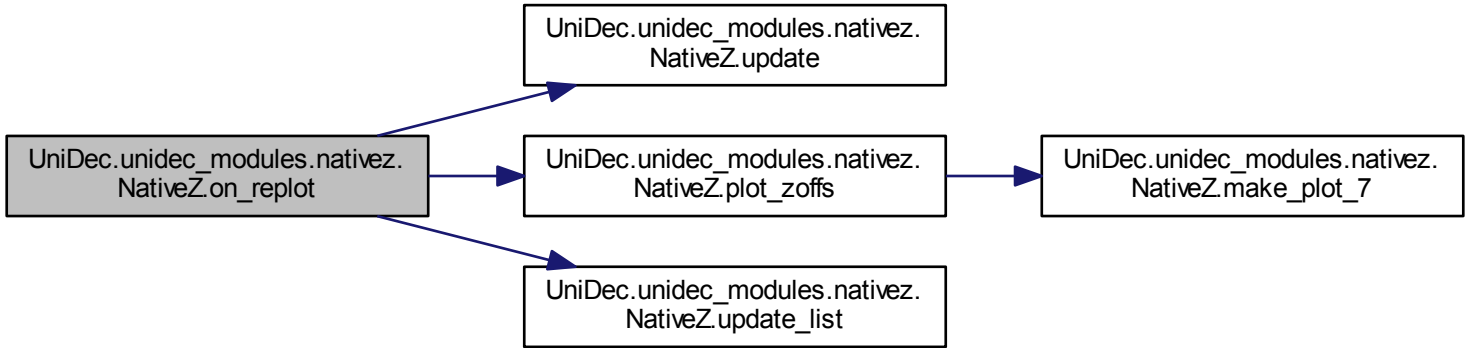 UniDec.unidec_modules.nativez.
NativeZ.update
UniDec.unidec_modules.nativez.
NativeZ.on_replot
UniDec.unidec_modules.nativez.
NativeZ.plot_zoffs
UniDec.unidec_modules.nativez.
NativeZ.make_plot_7
UniDec.unidec_modules.nativez.
NativeZ.update_list